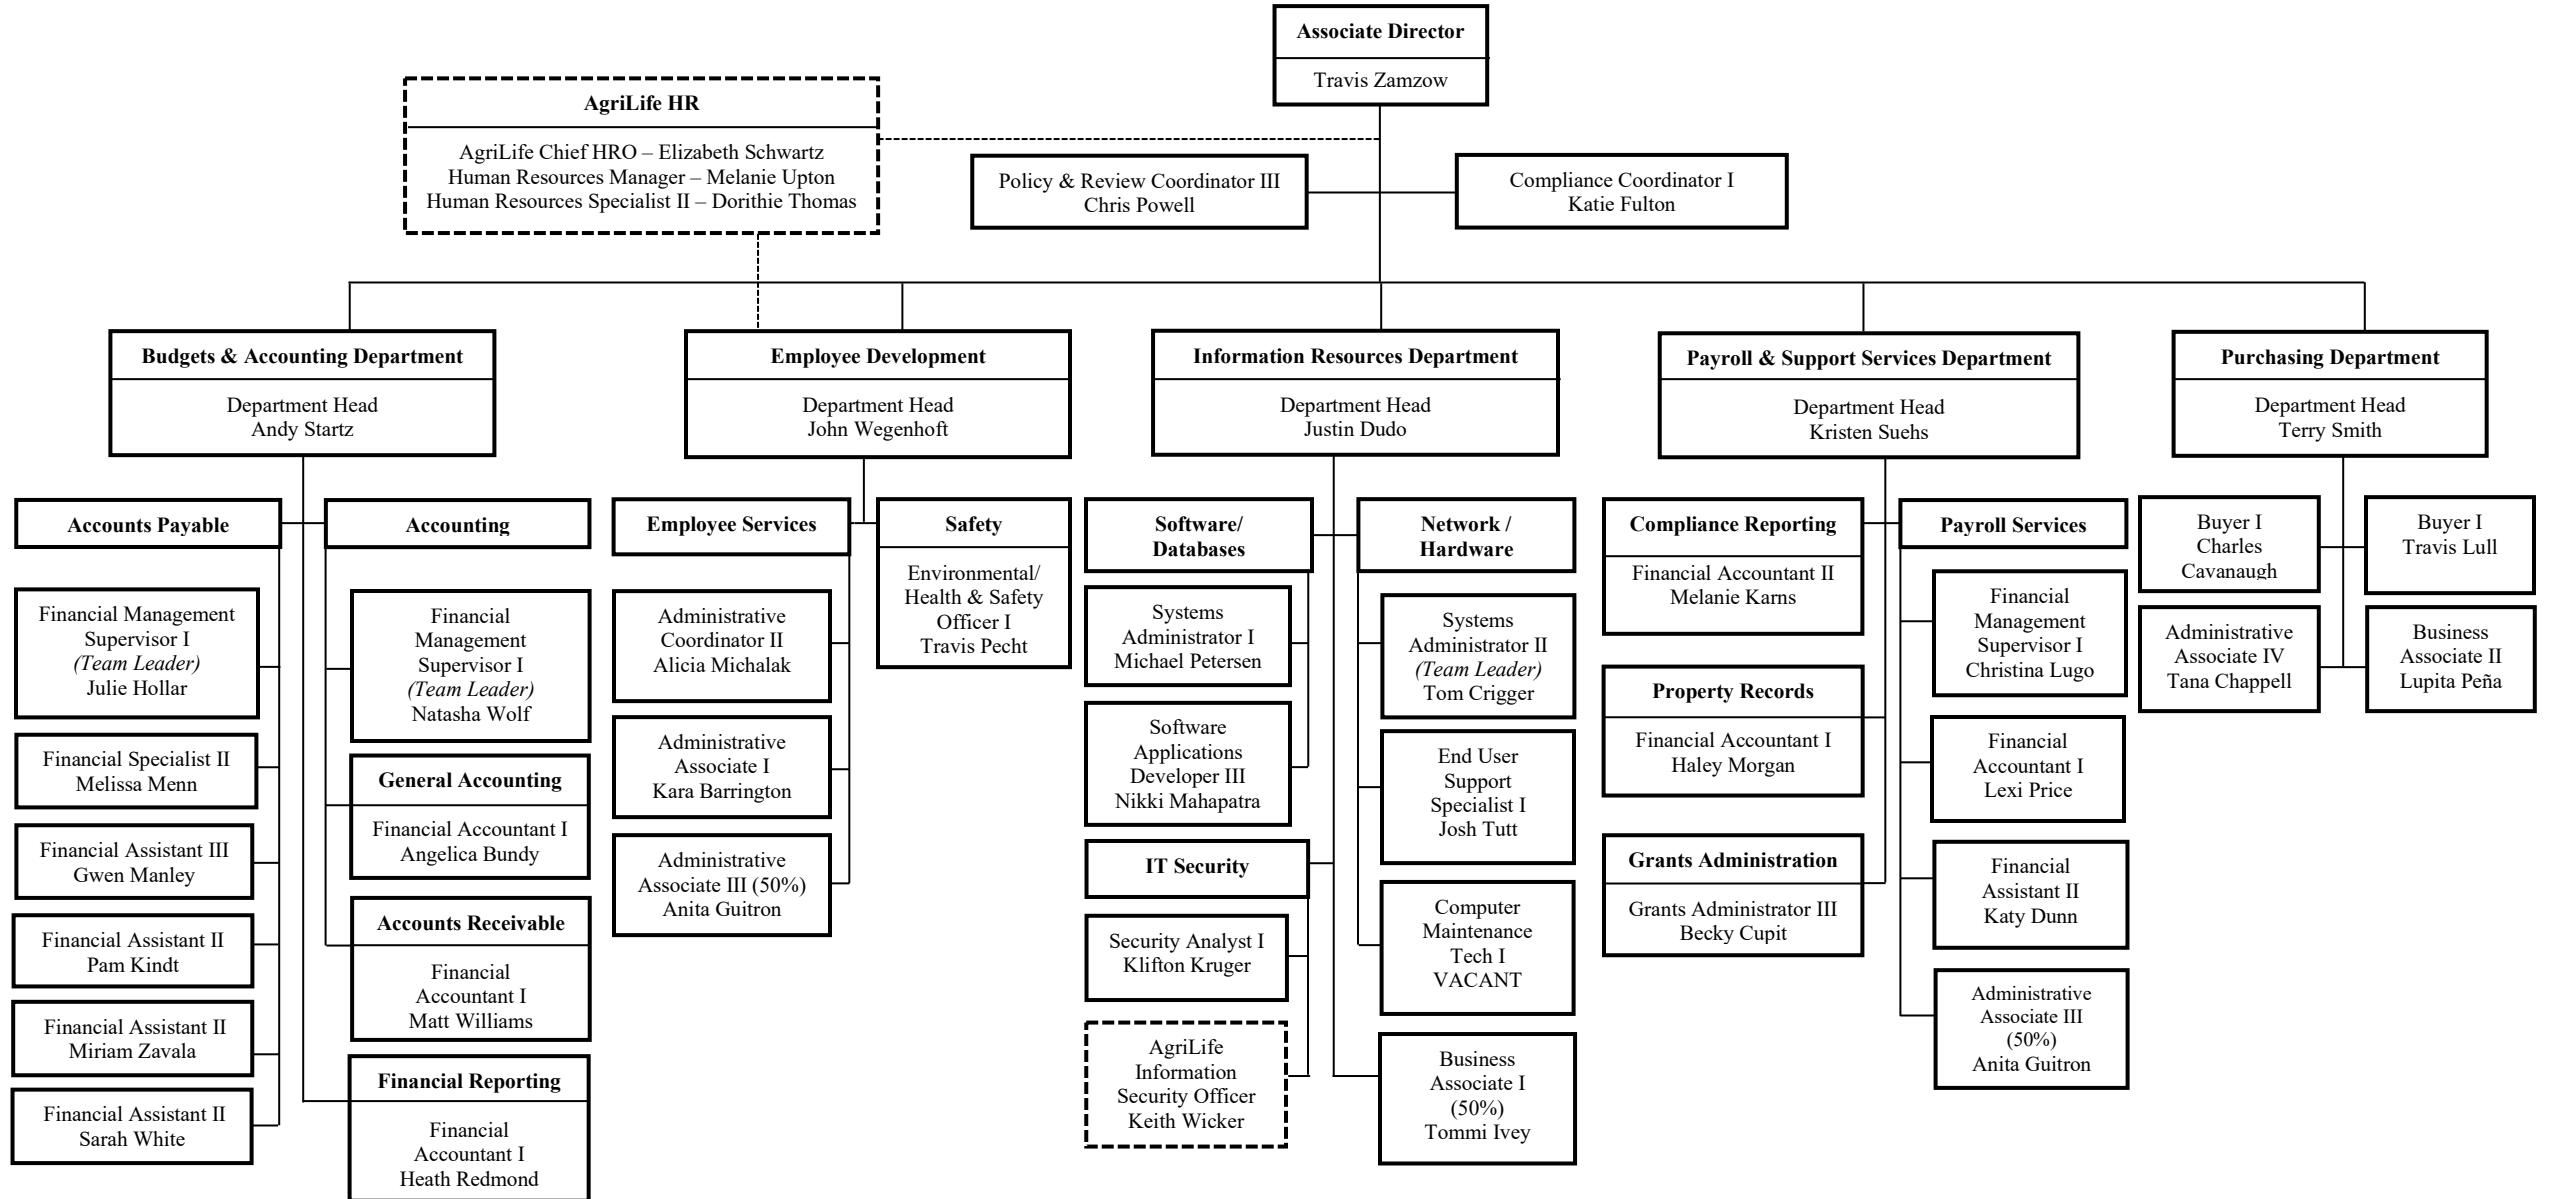 Associate Director
Travis Zamzow
AgriLife HR
AgriLife Chief HRO – Elizabeth Schwartz
Human Resources Manager – Melanie Upton
Human Resources Specialist II – Dorithie Thomas
Policy & Review Coordinator III
Chris Powell
Compliance Coordinator I
Katie Fulton
Budgets & Accounting Department
Department Head
Andy Startz
Employee Development
Department Head
John Wegenhoft
Information Resources Department
Department Head
Justin Dudo
Payroll & Support Services Department
Department Head
Kristen Suehs
Purchasing Department
Department Head
Terry Smith
Accounts Payable
Financial Management
Supervisor I
(Team Leader)
Julie Hollar
Financial Specialist II
Melissa Menn
Financial Assistant III
Gwen Manley
Financial Assistant II
Pam Kindt
Financial Assistant II
Miriam Zavala
Financial Assistant II
Sarah White
Accounting
Financial
Management
Supervisor I
(Team Leader)
Natasha Wolf
General Accounting
Financial Accountant I
Angelica Bundy
Accounts Receivable
Financial
Accountant I
Matt Williams
Financial Reporting
Financial
Accountant I
Heath Redmond
Employee Services
Administrative
Coordinator II
Alicia Michalak
Administrative
Associate I
Kara Barrington
Administrative
Associate III (50%)
Anita Guitron
Safety
Environmental/
Health & Safety
Officer I
Travis Pecht
Software/
Databases
Systems
Administrator I
Michael Petersen
Software
Applications
Developer III
Nikki Mahapatra
IT Security
Security Analyst I
Klifton Kruger
AgriLife
Information
Security Officer
Keith Wicker
Network /
Hardware
Systems
Administrator II
(Team Leader)
Tom Crigger
End User
Support
Specialist I
Josh Tutt
Computer
Maintenance
Tech I
VACANT
Business
Associate I
(50%)
Tommi Ivey
Compliance Reporting
Financial Accountant II
Melanie Karns
Property Records
Financial Accountant I
Haley Morgan
Grants Administration
Grants Administrator III
Becky Cupit
Payroll Services
Financial
Management
Supervisor I
Christina Lugo
Financial
Accountant I
Lexi Price
Financial
Assistant II
Katy Dunn
Administrative
Associate III
(50%)
Anita Guitron
Buyer I
Charles
Cavanaugh
Buyer I
Travis Lull
Administrative
Associate IV
Tana Chappell
Business
Associate II
Lupita Peña